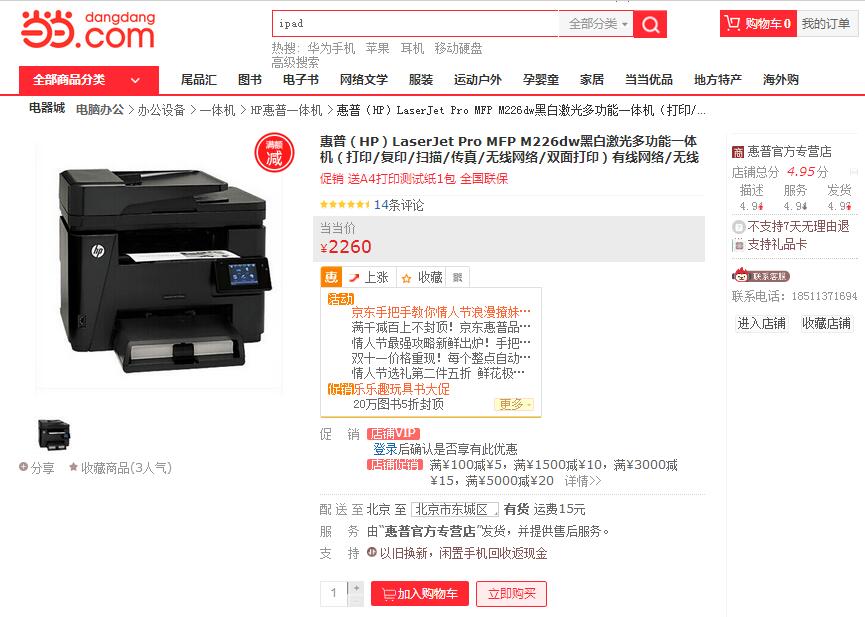 dangdang
当当.com
ipad
全部分类
购物车 0
我的订单
热搜: 华为手机 苹果 耳机 移动硬盘
高级搜索
全部商品分类
尾品汇 图书 电子书 网络文学 服装 运动户外 孕婴童 家居 当当优品 地方特产 海外购
电器城 电脑办公 > 办公设备 > 一体机 > HP惠普一体机 > 惠普（HP）LaserJet Pro MFP M226dw黑白激光多功能一体机（打印/...
满额
减
hp
惠普（HP）LaserJet Pro MFP M226dw黑白激光多功能一体
机（打印/复印/扫描/传真/无线网络/双面打印）有线网络/无线
促销 送A4打印测试纸1包 全国联保
14条评论
当当价
¥2260
惠 上涨 收藏
活动
京东手把手教你情人节浪漫撩妹…
满千减百上不封顶! 京东惠普品…
情人节最强攻略新鲜出炉! 手把…
双十一价格重现! 每个整点自动…
情人节选礼第二件五折 鲜花极…
促销乐乐趣玩具书大促
20万图书5折封顶
更多
促 销 店铺VIP
登录后确认是否享有此优惠
店铺促销 满¥100减¥5，满¥1500减¥10，满¥3000减
¥15，满¥5000减¥20 详情>>
配 送 至 北京 至 北京市东城区 有货 运费15元
服 务 由“惠普官方专营店”发货，并提供售后服务。
支 持 以旧换新，闲置手机回收返现金
1 + -
加入购物车
立即购买
分享 收藏商品(3人气)
商 惠普官方专营店
店铺总分 4.95分
描述 服务 发货
4.9 4.9 4.9
7 不支持7天无理由退
支持礼品卡
联系客服
联系电话: 18511371694
进入店铺 收藏店铺